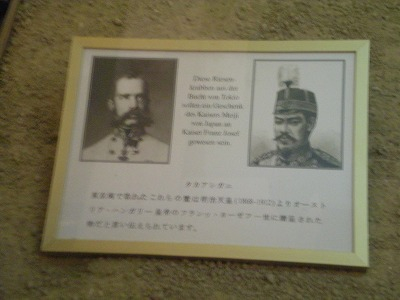 Diese Riesen-
krabben aus der
Bucht von Tokio
sollen ein Geschenk
des Kaisers Meiji
von Japan an
Kaiser Franz Josef
gewesen sein.
タカアシガニ
東京湾で取れたこれらの蟹は明治天皇(1868-1912)よりオースト
リア・ハンガリー皇帝のフランツ・ヨーゼフ一世に贈呈された
物だと言い伝えられています。